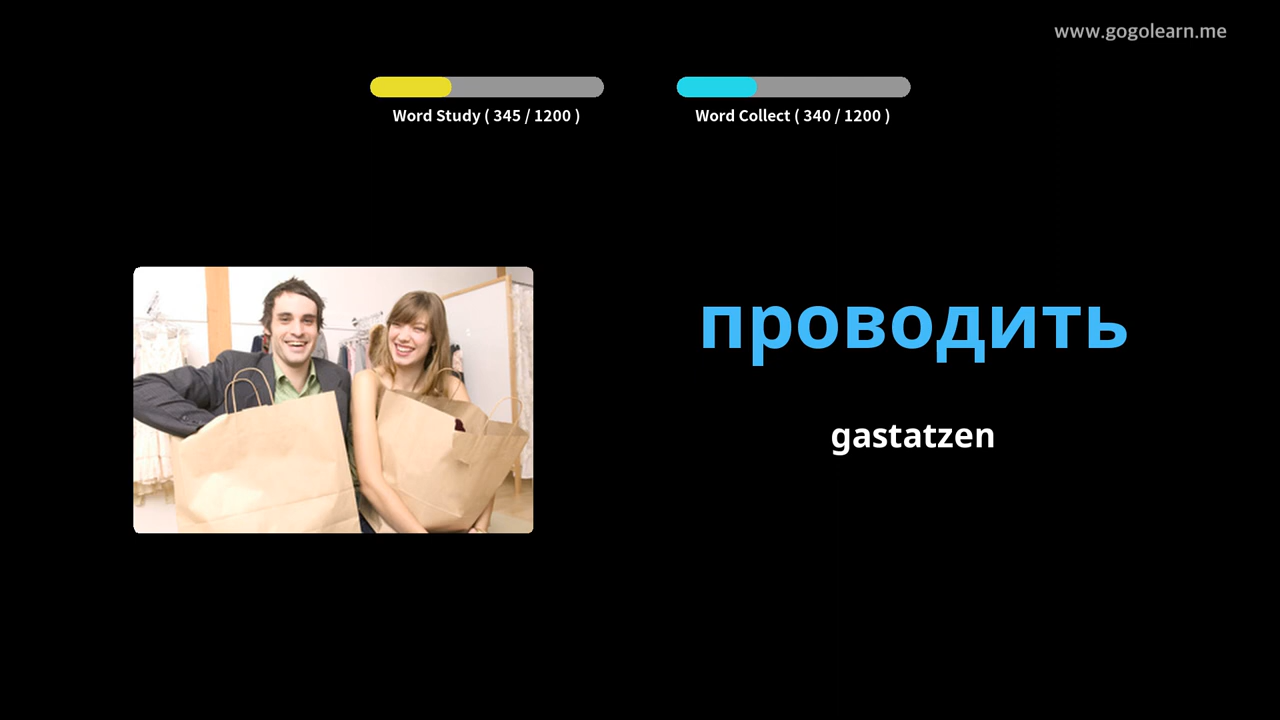 www.gogolearn.me
Word Study ( 345 / 1200 )
Word Collect ( 340 / 1200 )
проводить
gastatzen